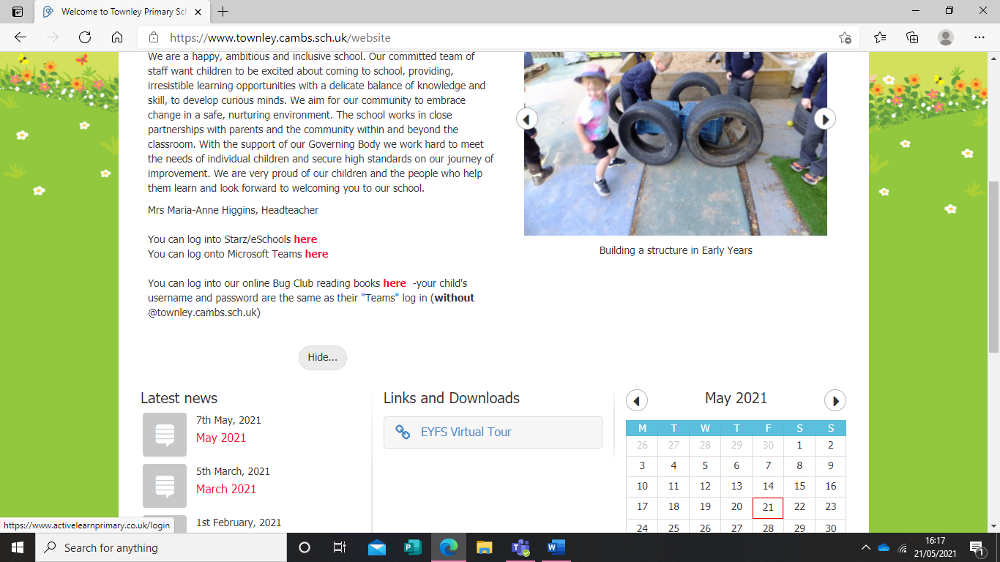 Welcome to Townley Primary Sch
https://www.townley.cambs.sch.uk/website
We are a happy, ambitious and inclusive school. Our committed team of
staff want children to be excited about coming to school, providing,
irresistible learning opportunities with a delicate balance of knowledge and
skill, to develop curious minds. We aim for our community to embrace
change in a safe, nurturing environment. The school works in close
partnerships with parents and the community within and beyond the
classroom. With the support of our Governing Body we work hard to meet
the needs of individual children and secure high standards on our journey of
improvement. We are very proud of our children and the people who help
them learn and look forward to welcoming you to our school.
Mrs Maria-Anne Higgins, Headteacher
You can log into Starz/eSchools here
You can log onto Microsoft Teams here
You can log into our online Bug Club reading books here -your child's
username and password are the same as their "Teams" log in (without
@townley.cambs.sch.uk)
Hide...
Building a structure in Early Years
Latest news
7th May, 2021
May 2021
5th March, 2021
March 2021
1st February, 2021
Links and Downloads
EYFS Virtual Tour
May 2021
M T W T F S S
26 27 28 29 30 1 2
3 4 5 6 7 8 9
10 11 12 13 14 15 16
17 18 19 20 21 22 23
24 25 26 27 28 29 30
https://www.activelearnprimary.co.uk/login
Search for anything
16:17
21/05/2021
1